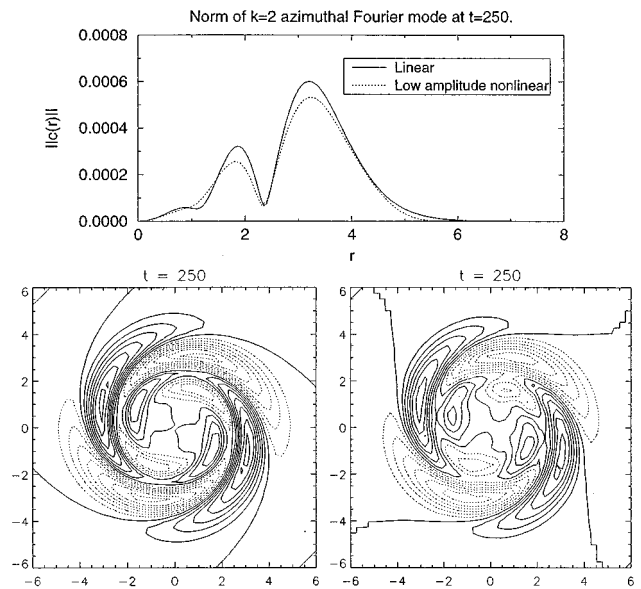 Norm of k=2 azimuthal Fourier mode at t=250.
0.0008
0.0006
0.0004
0.0002
0.0000
||c(r)||
Linear
Low amplitude nonlinear
0 2 4 6 8
r
t = 250
6
4
2
0
−2
−4
−6
−6 −4 −2 0 2 4 6
t = 250
6
4
2
0
−2
−4
−6
−6 −4 −2 0 2 4 6